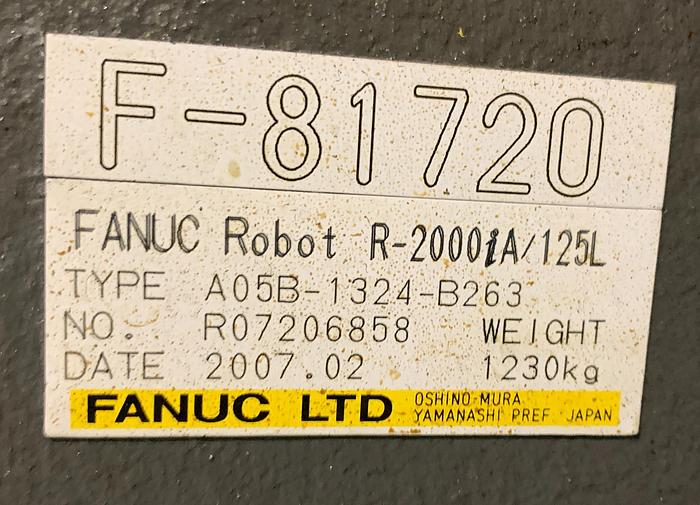 F-81720
FANUC Robot R-2000iA/125L
TYPE A05B-1324-B263
NO. R07206858 WEIGHT
DATE 2007.02 1230kg
FANUC LTD OSHINO-MURA
YAMANASHI PREF. JAPAN